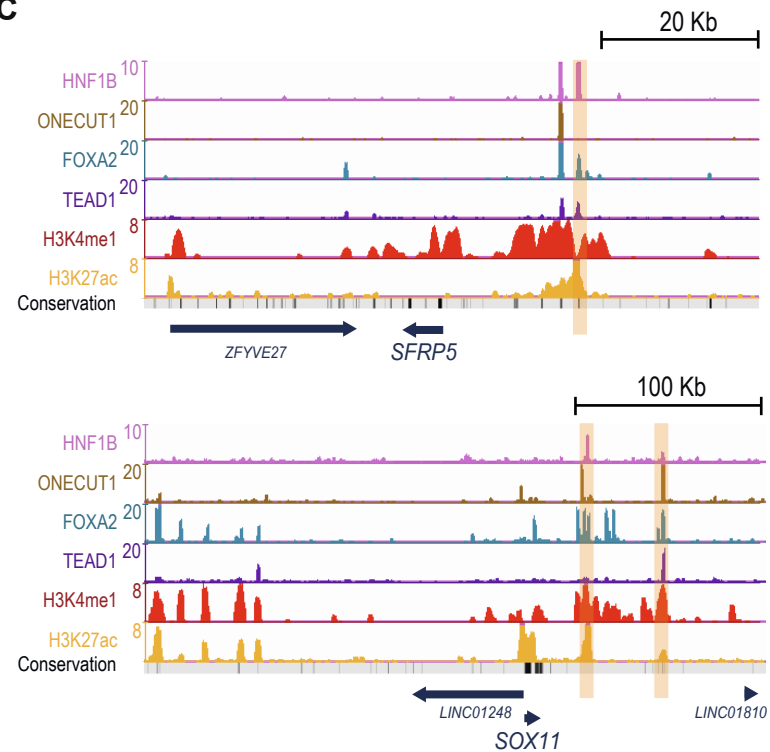 C
20 Kb
HNF1B 10
ONECUT1 20
FOXA2 20
TEAD1 20
H3K4me1 8
H3K27ac 8
Conservation
ZFYVE27
SFRP5
100 Kb
HNF1B 10
ONECUT1 20
FOXA2 20
TEAD1 20
H3K4me1 8
H3K27ac 8
Conservation
LINC01248
LINC01810
SOX11